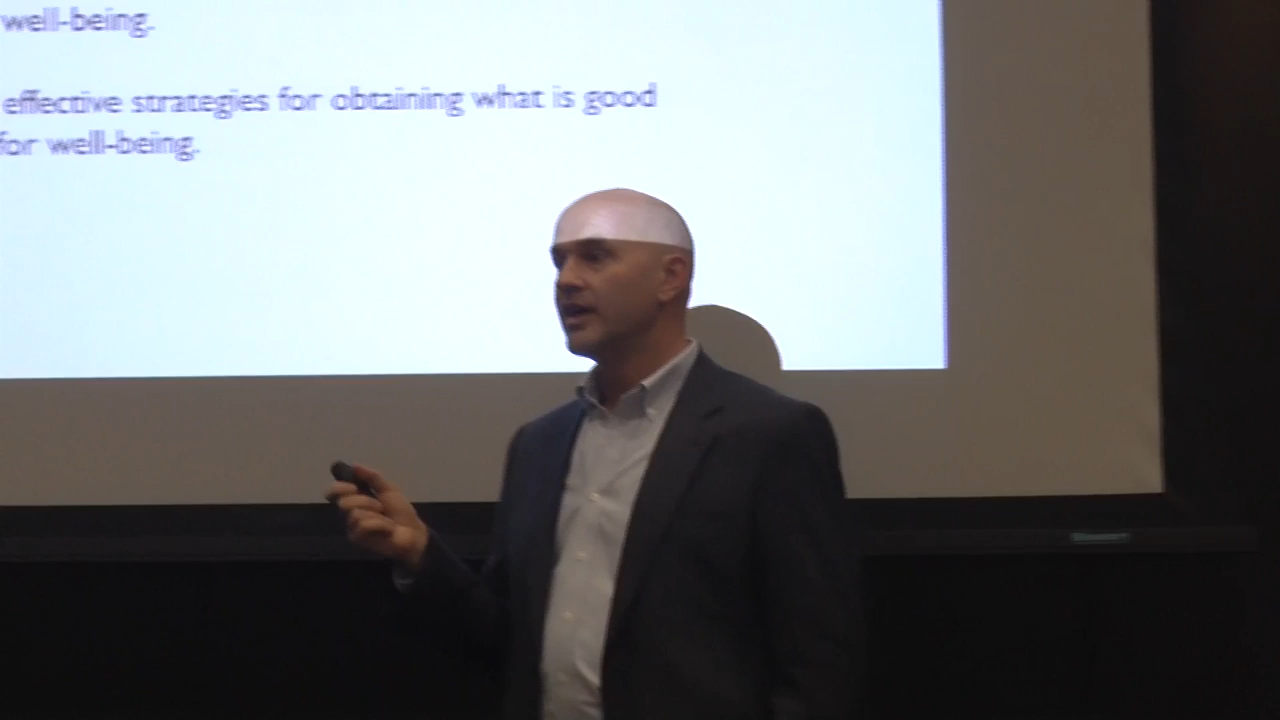 well-being.
effective strategies for obtaining what is good
for well-being.